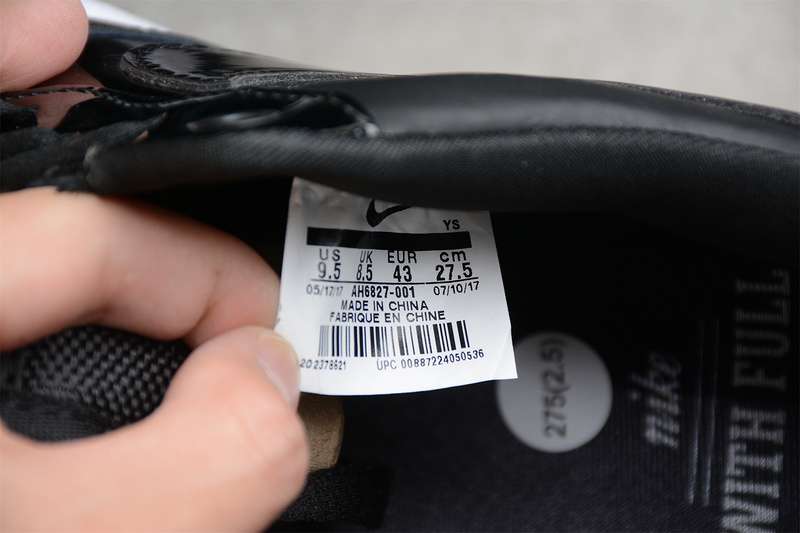 YS
US UK EUR cm
9.5 8.5 43 27.5
05/17/17 AH6827-001 07/10/17
MADE IN CHINA
FABRIQUE EN CHINE
202378621 UPC 00887224050536
275(2.5)
nike
WITH FULL